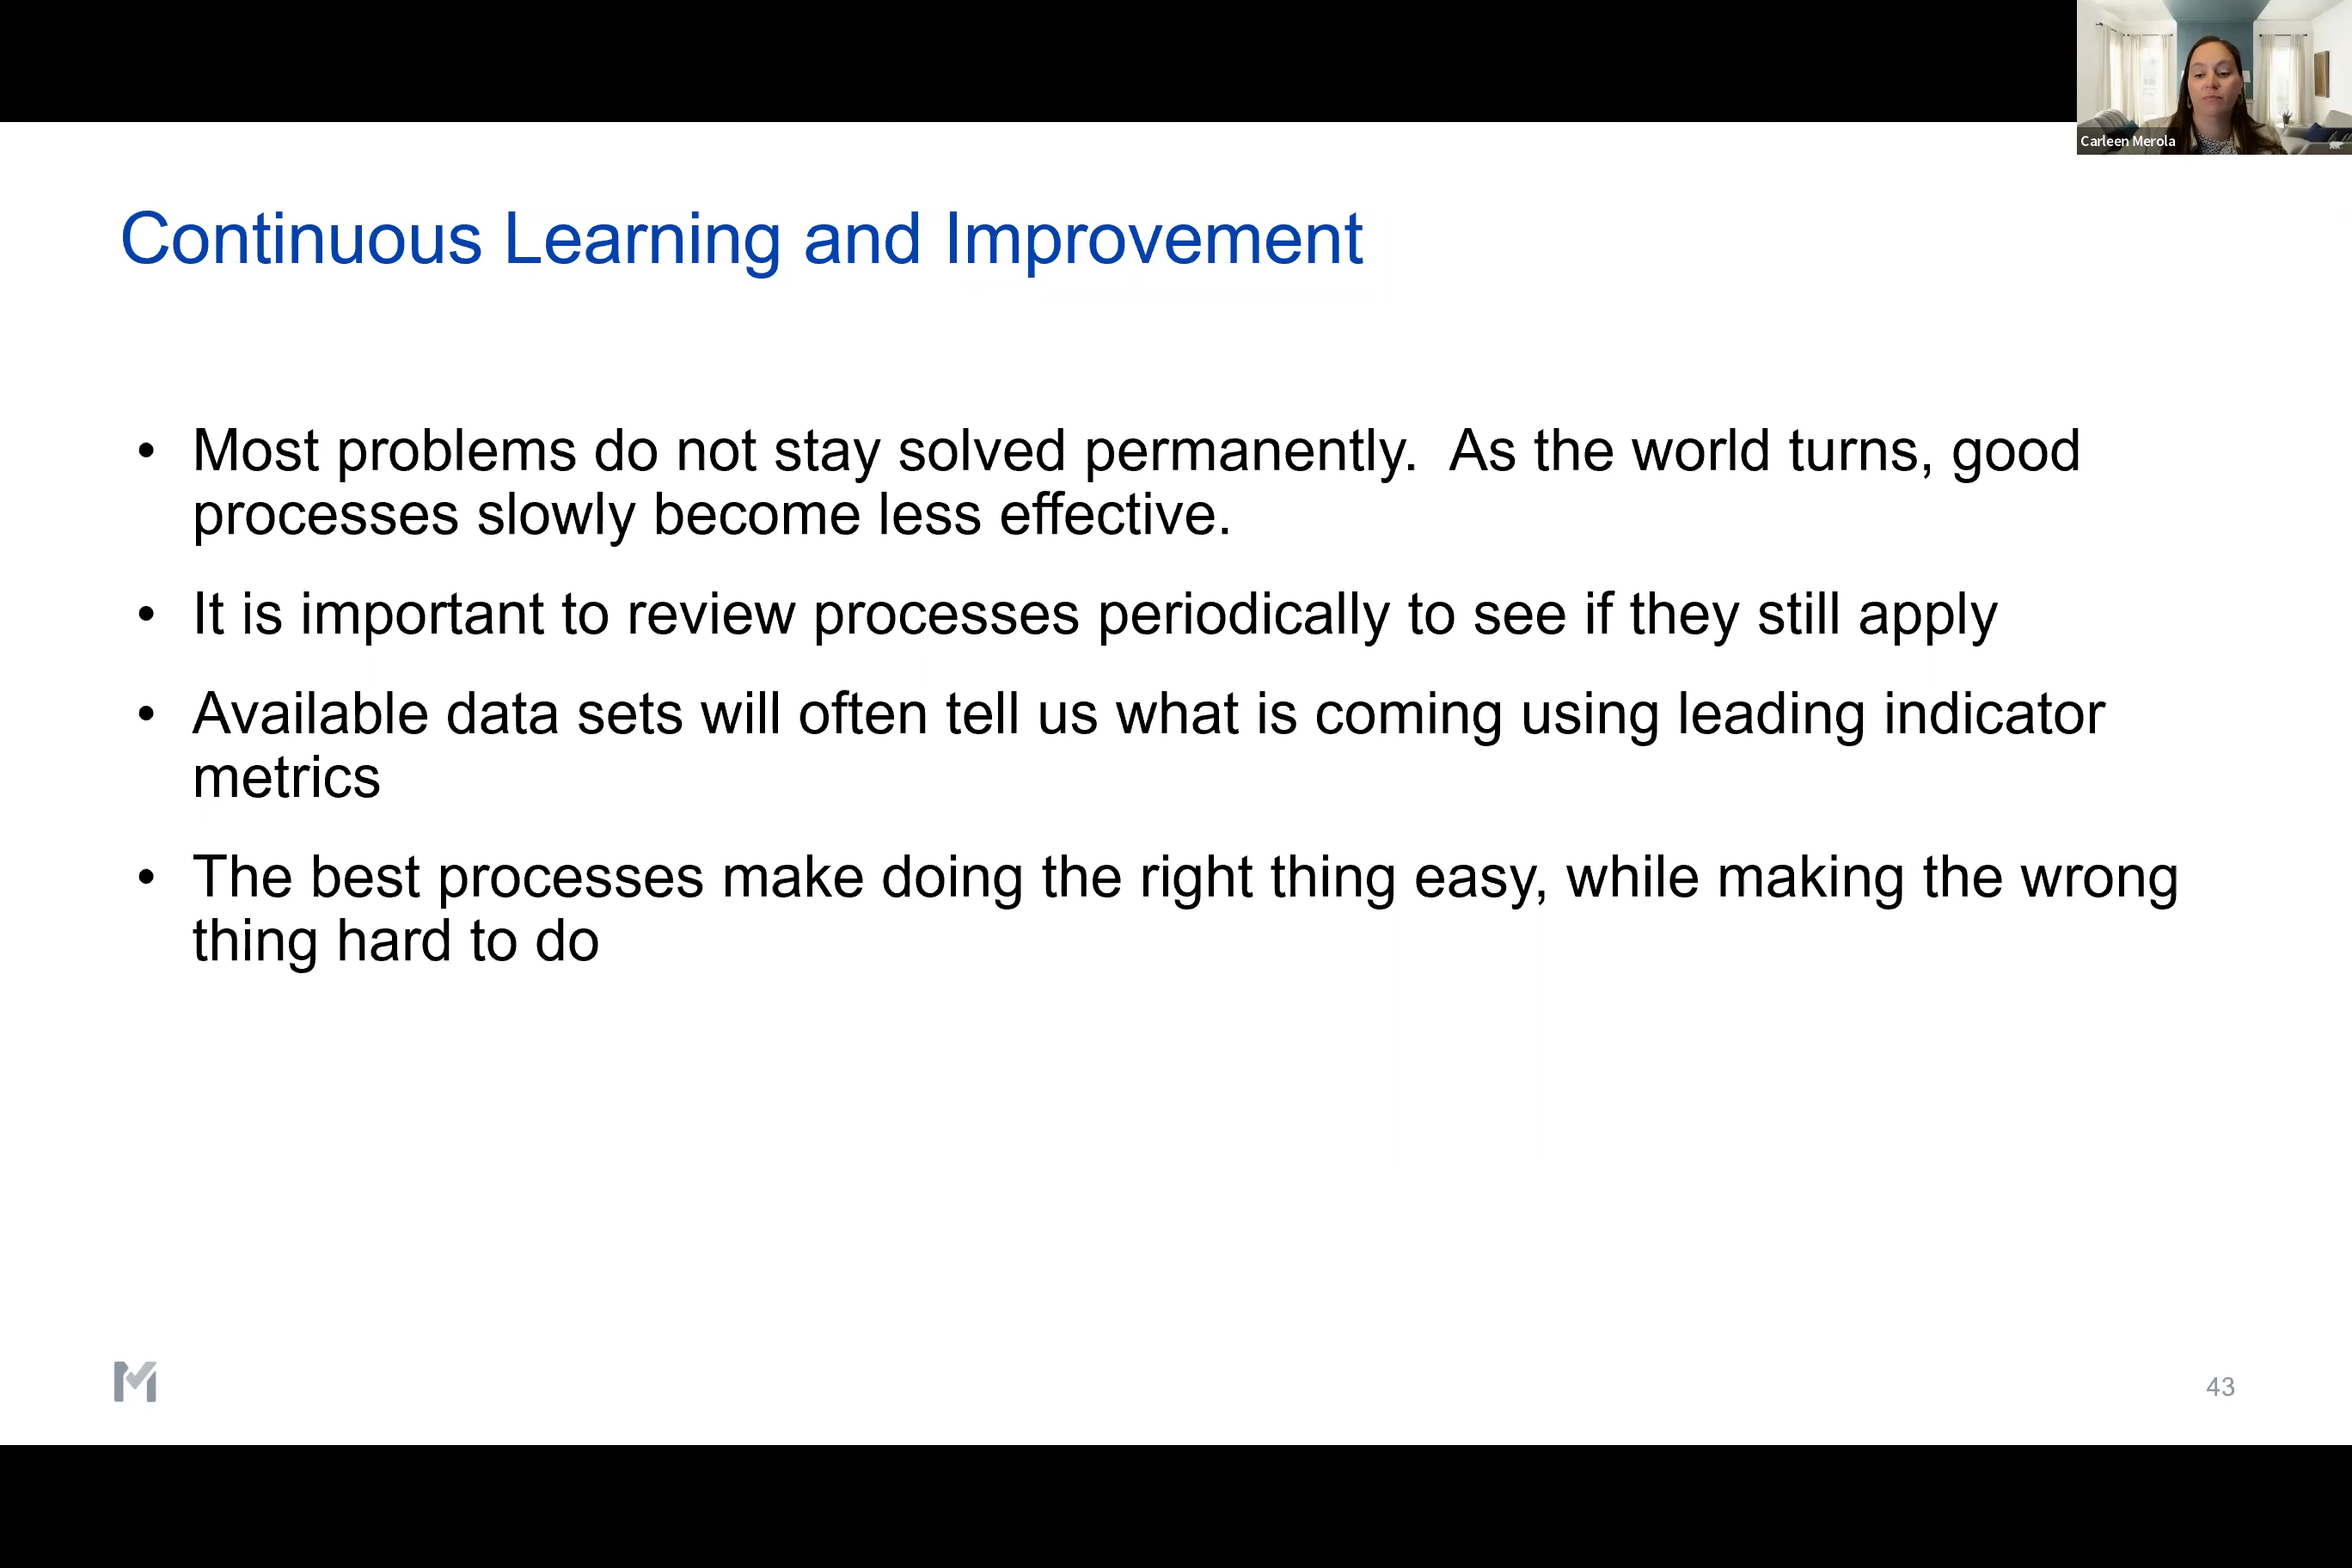 Carleen Merola
Continuous Learning and Improvement
• Most problems do not stay solved permanently.  As the world turns, good
processes slowly become less effective.
• It is important to review processes periodically to see if they still apply
• Available data sets will often tell us what is coming using leading indicator
metrics
• The best processes make doing the right thing easy, while making the wrong
thing hard to do
43